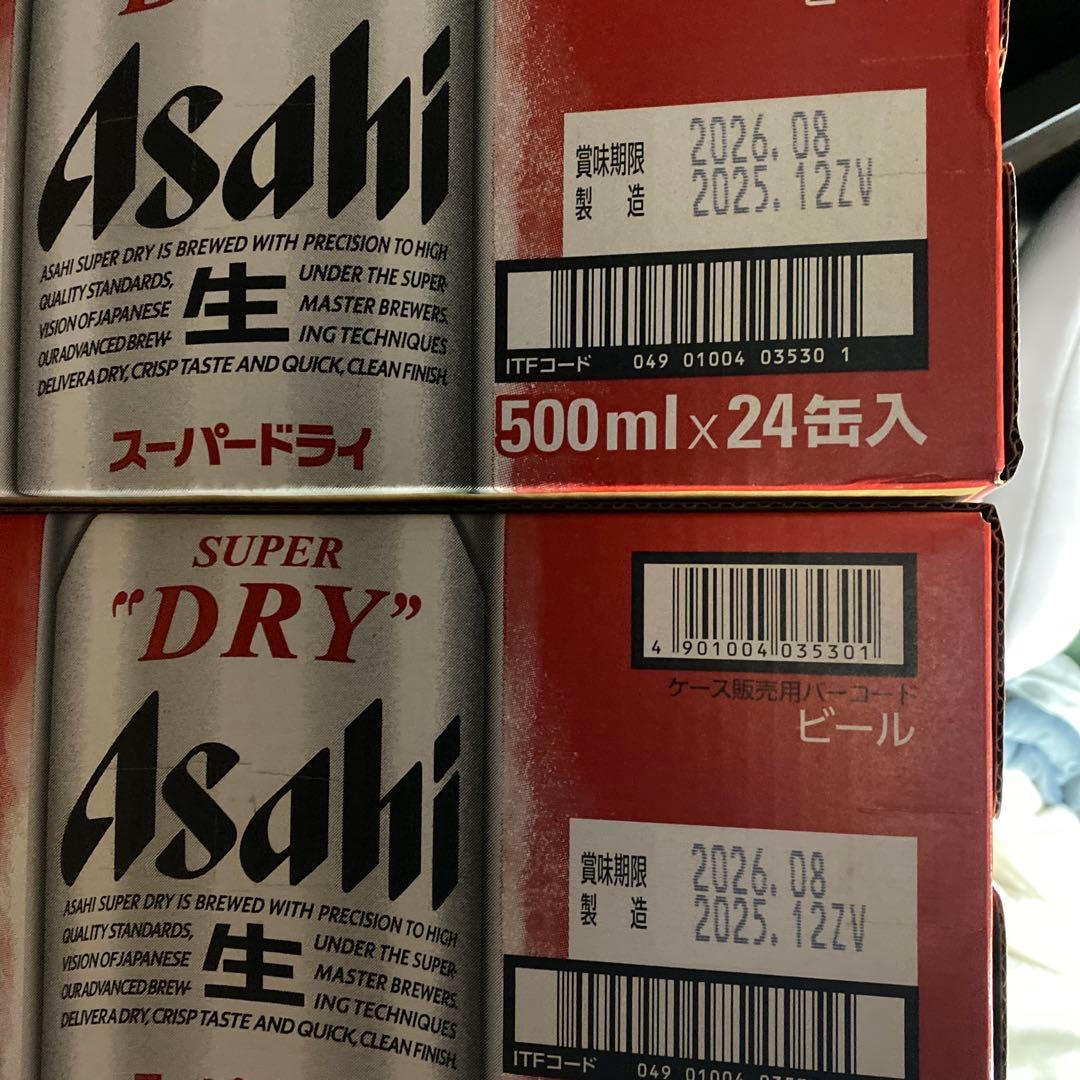 Asahi
賞味期限 2026.08
製造 2025.12ZV
ASAHI SUPER DRY IS BREWED WITH PRECISION TO HIGH
QUALITY STANDARDS, 生 UNDER THE SUPER-
VISION OF JAPANESE MASTER BREWERS.
OUR ADVANCED BREW- ING TECHNIQUES
DELIVER A DRY, CRISP TASTE AND QUICK, CLEAN FINISH.
ITFコード 049 01004 03530 1
スーパードライ
500ml x 24缶入
SUPER
"DRY"
4 901004 035301
ケース販売用バーコード
ビール
Asahi
賞味期限 2026.08
製造 2025.12ZV
ASAHI SUPER DRY IS BREWED WITH PRECISION TO HIGH
QUALITY STANDARDS, 生 UNDER THE SUPER-
VISION OF JAPANESE MASTER BREWERS.
OUR ADVANCED BREW- ING TECHNIQUES
DELIVER A DRY, CRISP TASTE AND QUICK, CLEAN FINISH.
ITFコード 049 01004